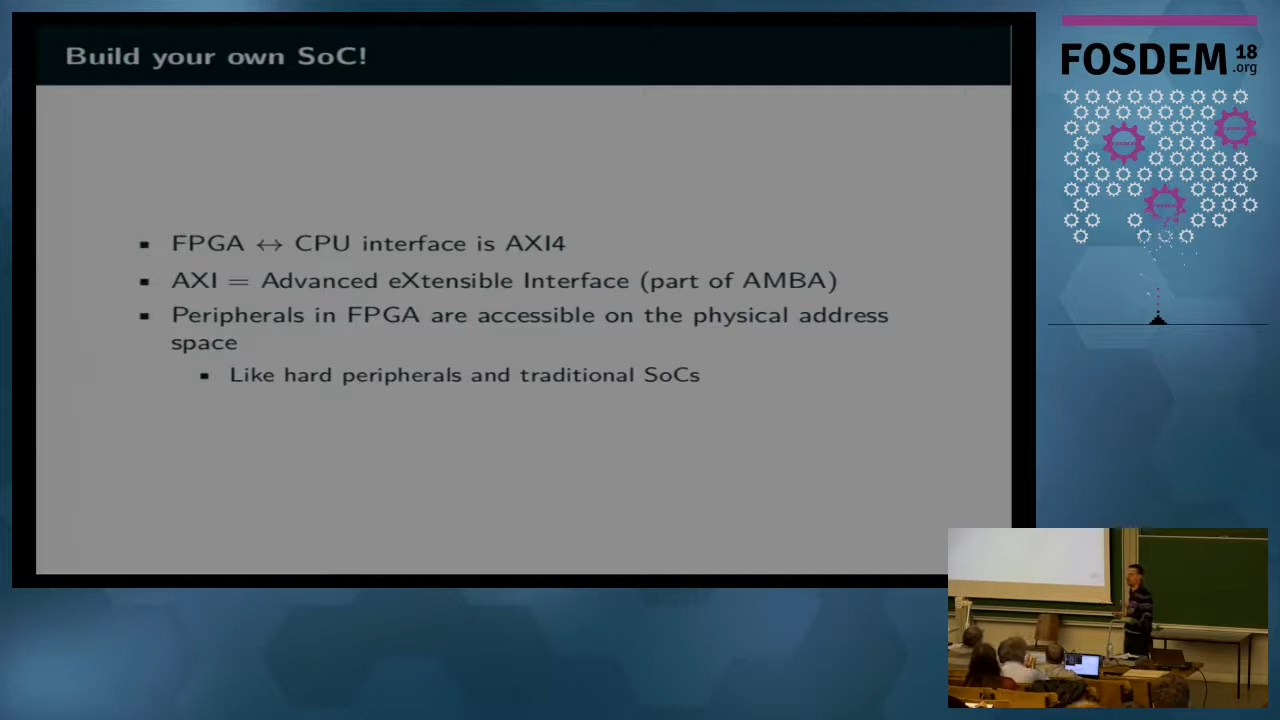 Build your own SoC!
FOSDEM 18
.org
▪ FPGA ↔ CPU interface is AXI4
▪ AXI = Advanced eXtensible Interface (part of AMBA)
▪ Peripherals in FPGA are accessible on the physical address
space
▪ Like hard peripherals and traditional SoCs